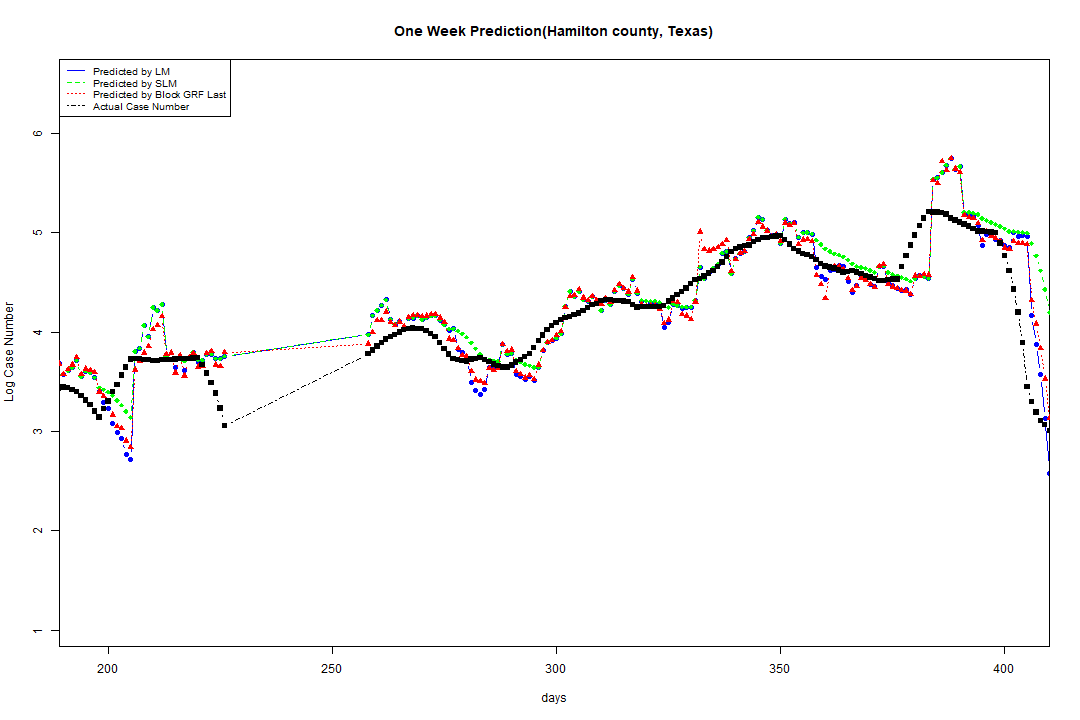 One Week Prediction(Hamilton county, Texas)
Predicted by LM
Predicted by SLM
Predicted by Block GRF Last
Actual Case Number
Log Case Number
6
5
4
3
2
1
200 250 300 350 400
days